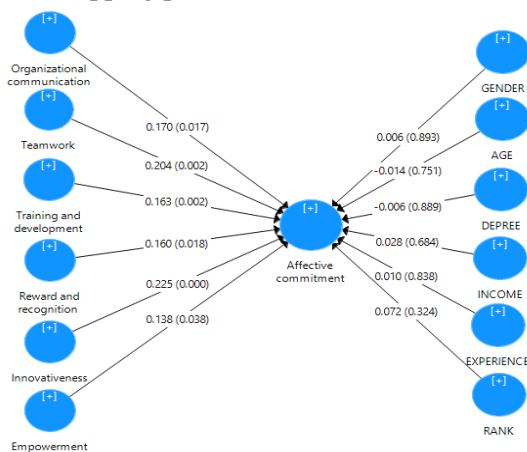 [+]
Organizational
communication
[+]
Teamwork
[+]
Training and
development
[+]
Reward and
recognition
[+]
Innovativeness
[+]
Empowerment
0.170 (0.017)
0.204 (0.002)
0.163 (0.002)
0.160 (0.018)
0.225 (0.000)
0.138 (0.038)
[+]
Affective
commitment
0.006 (0.893)
-0.014 (0.751)
-0.006 (0.889)
0.028 (0.684)
0.010 (0.838)
0.072 (0.324)
[+]
GENDER
[+]
AGE
[+]
DEPREE
[+]
INCOME
[+]
EXPERIENCE
[+]
RANK